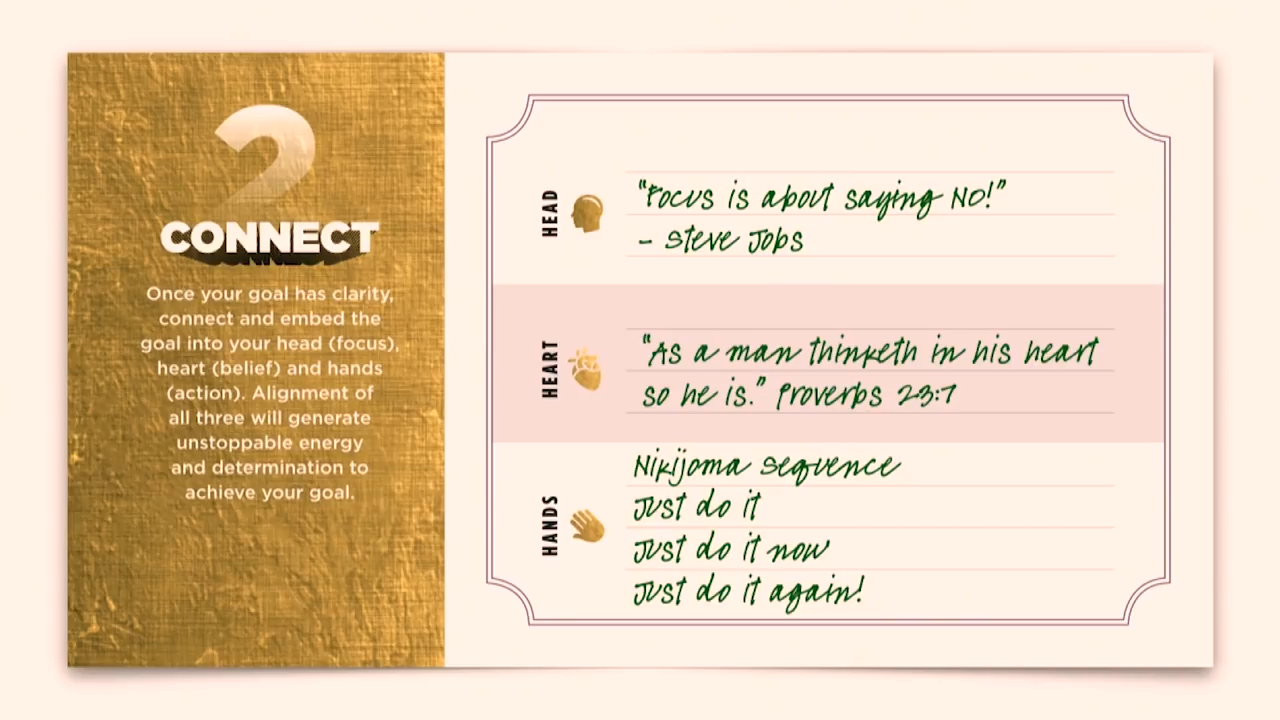 2
CONNECT
Once your goal has clarity,
connect and embed the
goal into your head (focus),
heart (belief) and hands
(action). Alignment of
all three will generate
unstoppable energy
and determination to
achieve your goal.
HEAD
"Focus is about saying NO!"
- Steve Jobs
HEART
"As a man thinketh in his heart
so he is." Proverbs 23:7
HANDS
Nikijoma Sequence
Just do it
Just do it now
Just do it again!